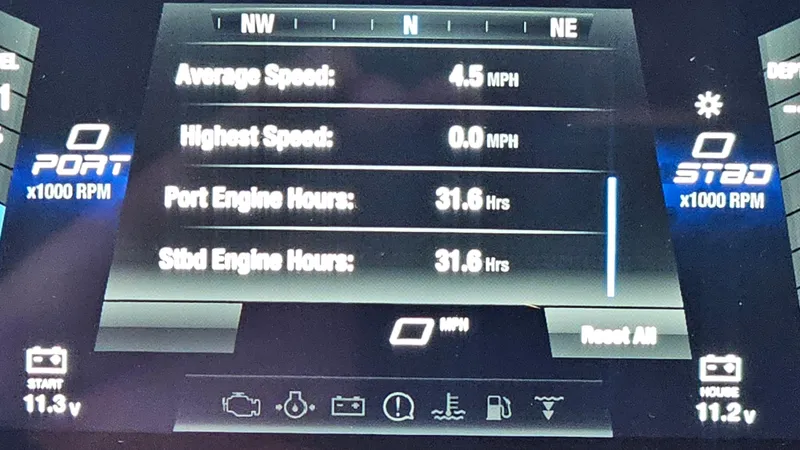 NW N NE
Average Speed: 4.5 MPH
Highest Speed: 0.0 MPH
Port Engine Hours: 31.6 Hrs
Stbd Engine Hours: 31.6 Hrs
0 PORT
x1000 RPM
0 STBD
x1000 RPM
0 MPH
Reset All
START
11.3 V
HOUSE
11.2 V